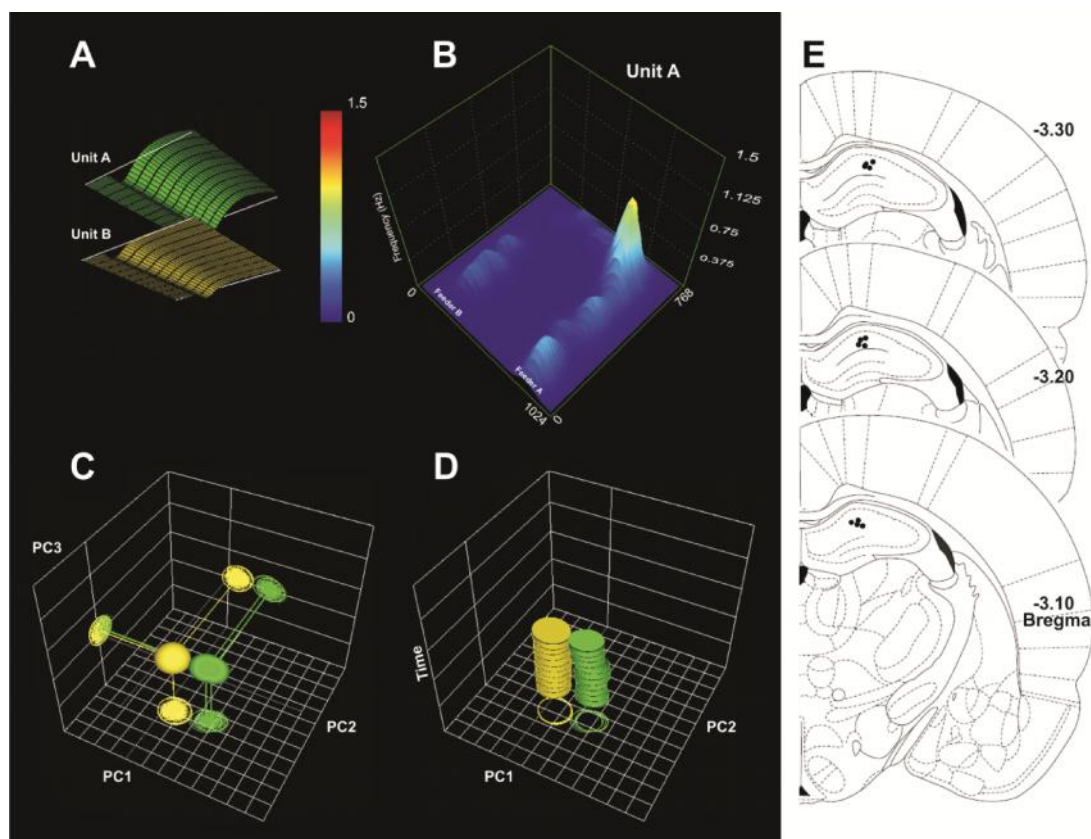 A
Unit A
Unit B
1.5
0
B
Unit A
Frequency (Hz)
1.5
1.125
0.75
0.375
0
Feeder B
Feeder A
768
1024
0
C
PC3
PC1
PC2
D
Time
PC1
PC2
E
-3.30
-3.20
-3.10
Bregma